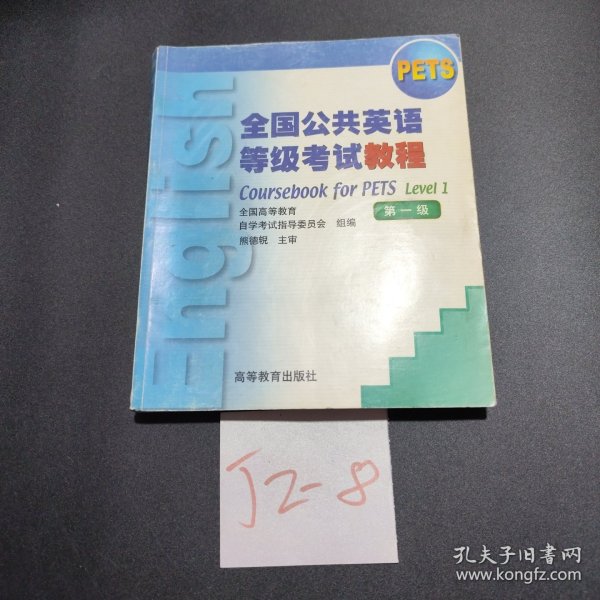 PETS
English
全国公共英语
等级考试教程
Coursebook for PETS Level 1
第一级
全国高等教育
自学考试指导委员会 组编
熊德輗 主审
高等教育出版社
J2-8
孔夫子旧书网
www.kongfz.com